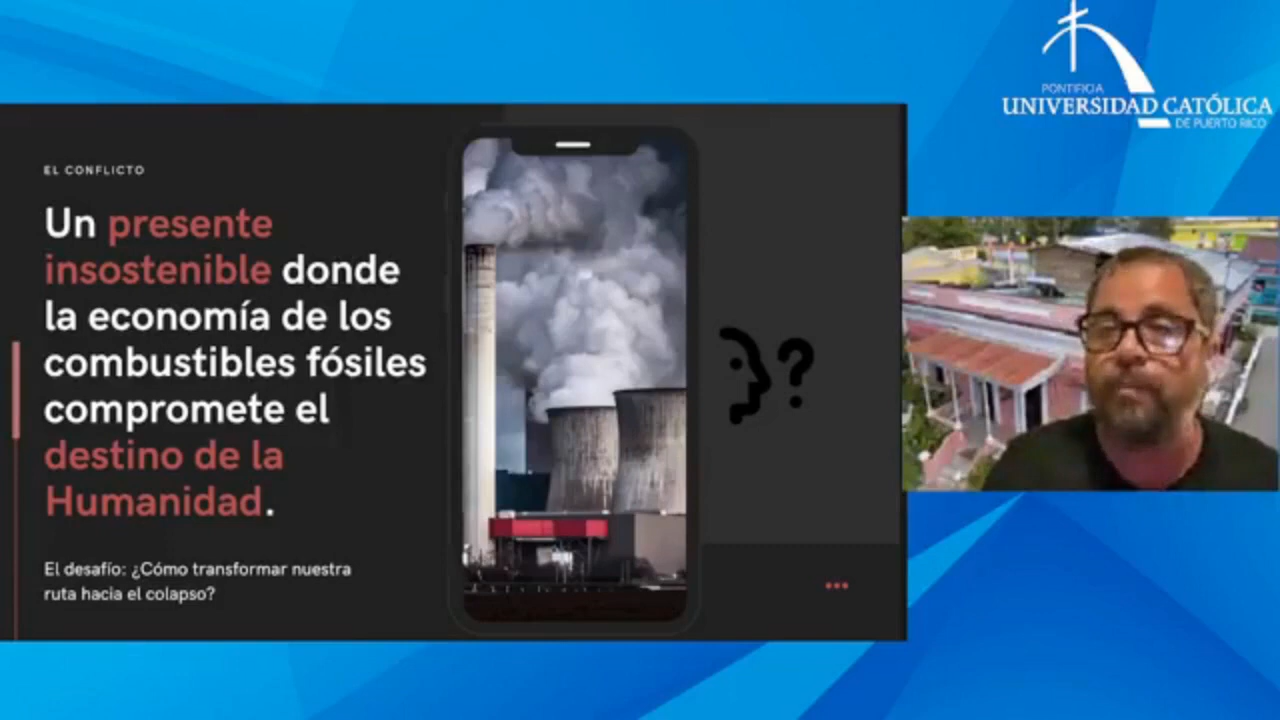 PONTIFICIA
UNIVERSIDAD CATÓLICA
DE PUERTO RICO
EL CONFLICTO
Un presente
insostenible donde
la economía de los
combustibles fósiles
compromete el
destino de la
Humanidad.
?
El desafío: ¿Cómo transformar nuestra
ruta hacia el colapso?